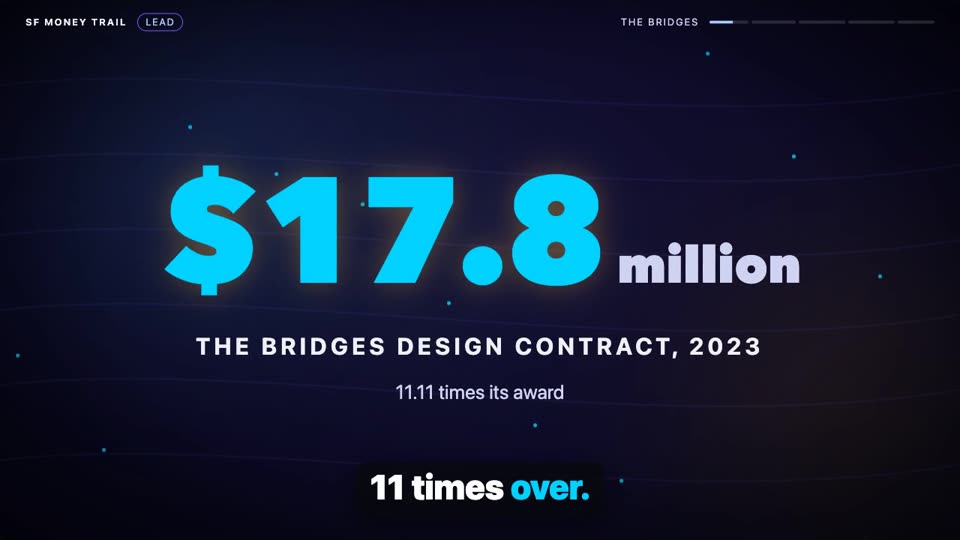 SF MONEY TRAIL LEAD THE BRIDGES
$17.8 million
THE BRIDGES DESIGN CONTRACT, 2023
11.11 times its award
11 times over.